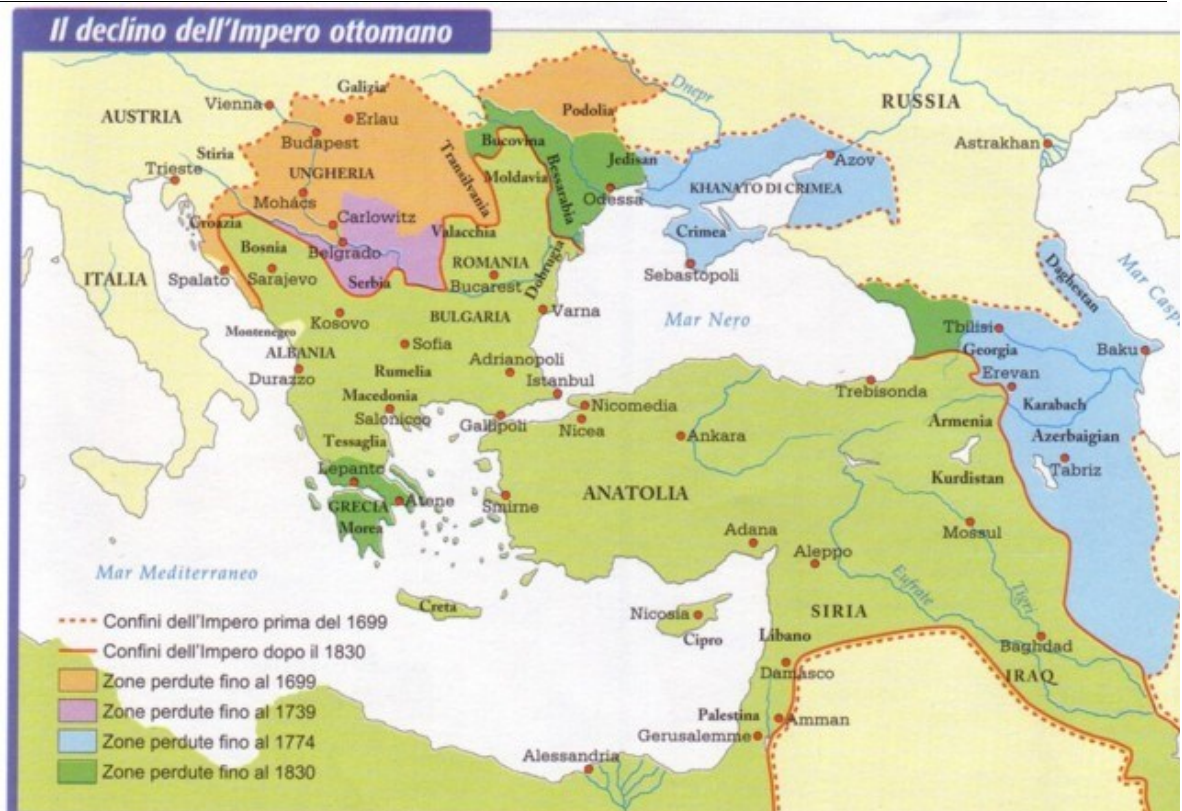 Il declino dell'Impero ottomano
Galizia
Dnepr
Vienna
Erlau
Podolia
RUSSIA
AUSTRIA
Budapest
Bucovina
Astrakhan
Stiria
Transilvania
Bessarabia
Jedisan
Azov
Trieste
UNGHERIA
Moldavia
Odessa
KHANATO DI CRIMEA
Mohács
Carlowitz
Croazia
Valacchia
Crimea
Bosnia
Belgrado
Dobrugia
Daghestan
Mar Casp
ITALIA
Spalato
Sarajevo
Serbia
ROMANIA
Bucarest
Sebastopoli
Kosovo
BULGARIA
Varna
Mar Nero
Montenegro
Tbilisi
ALBANIA
Sofia
Georgia
Baku
Durazzo
Rumelia
Adrianopoli
Erevan
Istanbul
Trebisonda
Macedonia
Nicomedia
Karabach
Salonicco
Gallipoli
Nicea
Armenia
Tessaglia
Ankara
Azerbaigian
Lepanto
Tabriz
GRECIA
Atene
Smirne
ANATOLIA
Kurdistan
Morea
Adana
Mossul
Aleppo
Mar Mediterraneo
Eufrate
Tigri
Creta
Nicosia
SIRIA
Cipro
Libano
Baghdad
Damasco
IRAQ
Palestina
Amman
Gerusalemme
Alessandria
Confini dell'Impero prima del 1699
Confini dell'Impero dopo il 1830
Zone perdute fino al 1699
Zone perdute fino al 1739
Zone perdute fino al 1774
Zone perdute fino al 1830